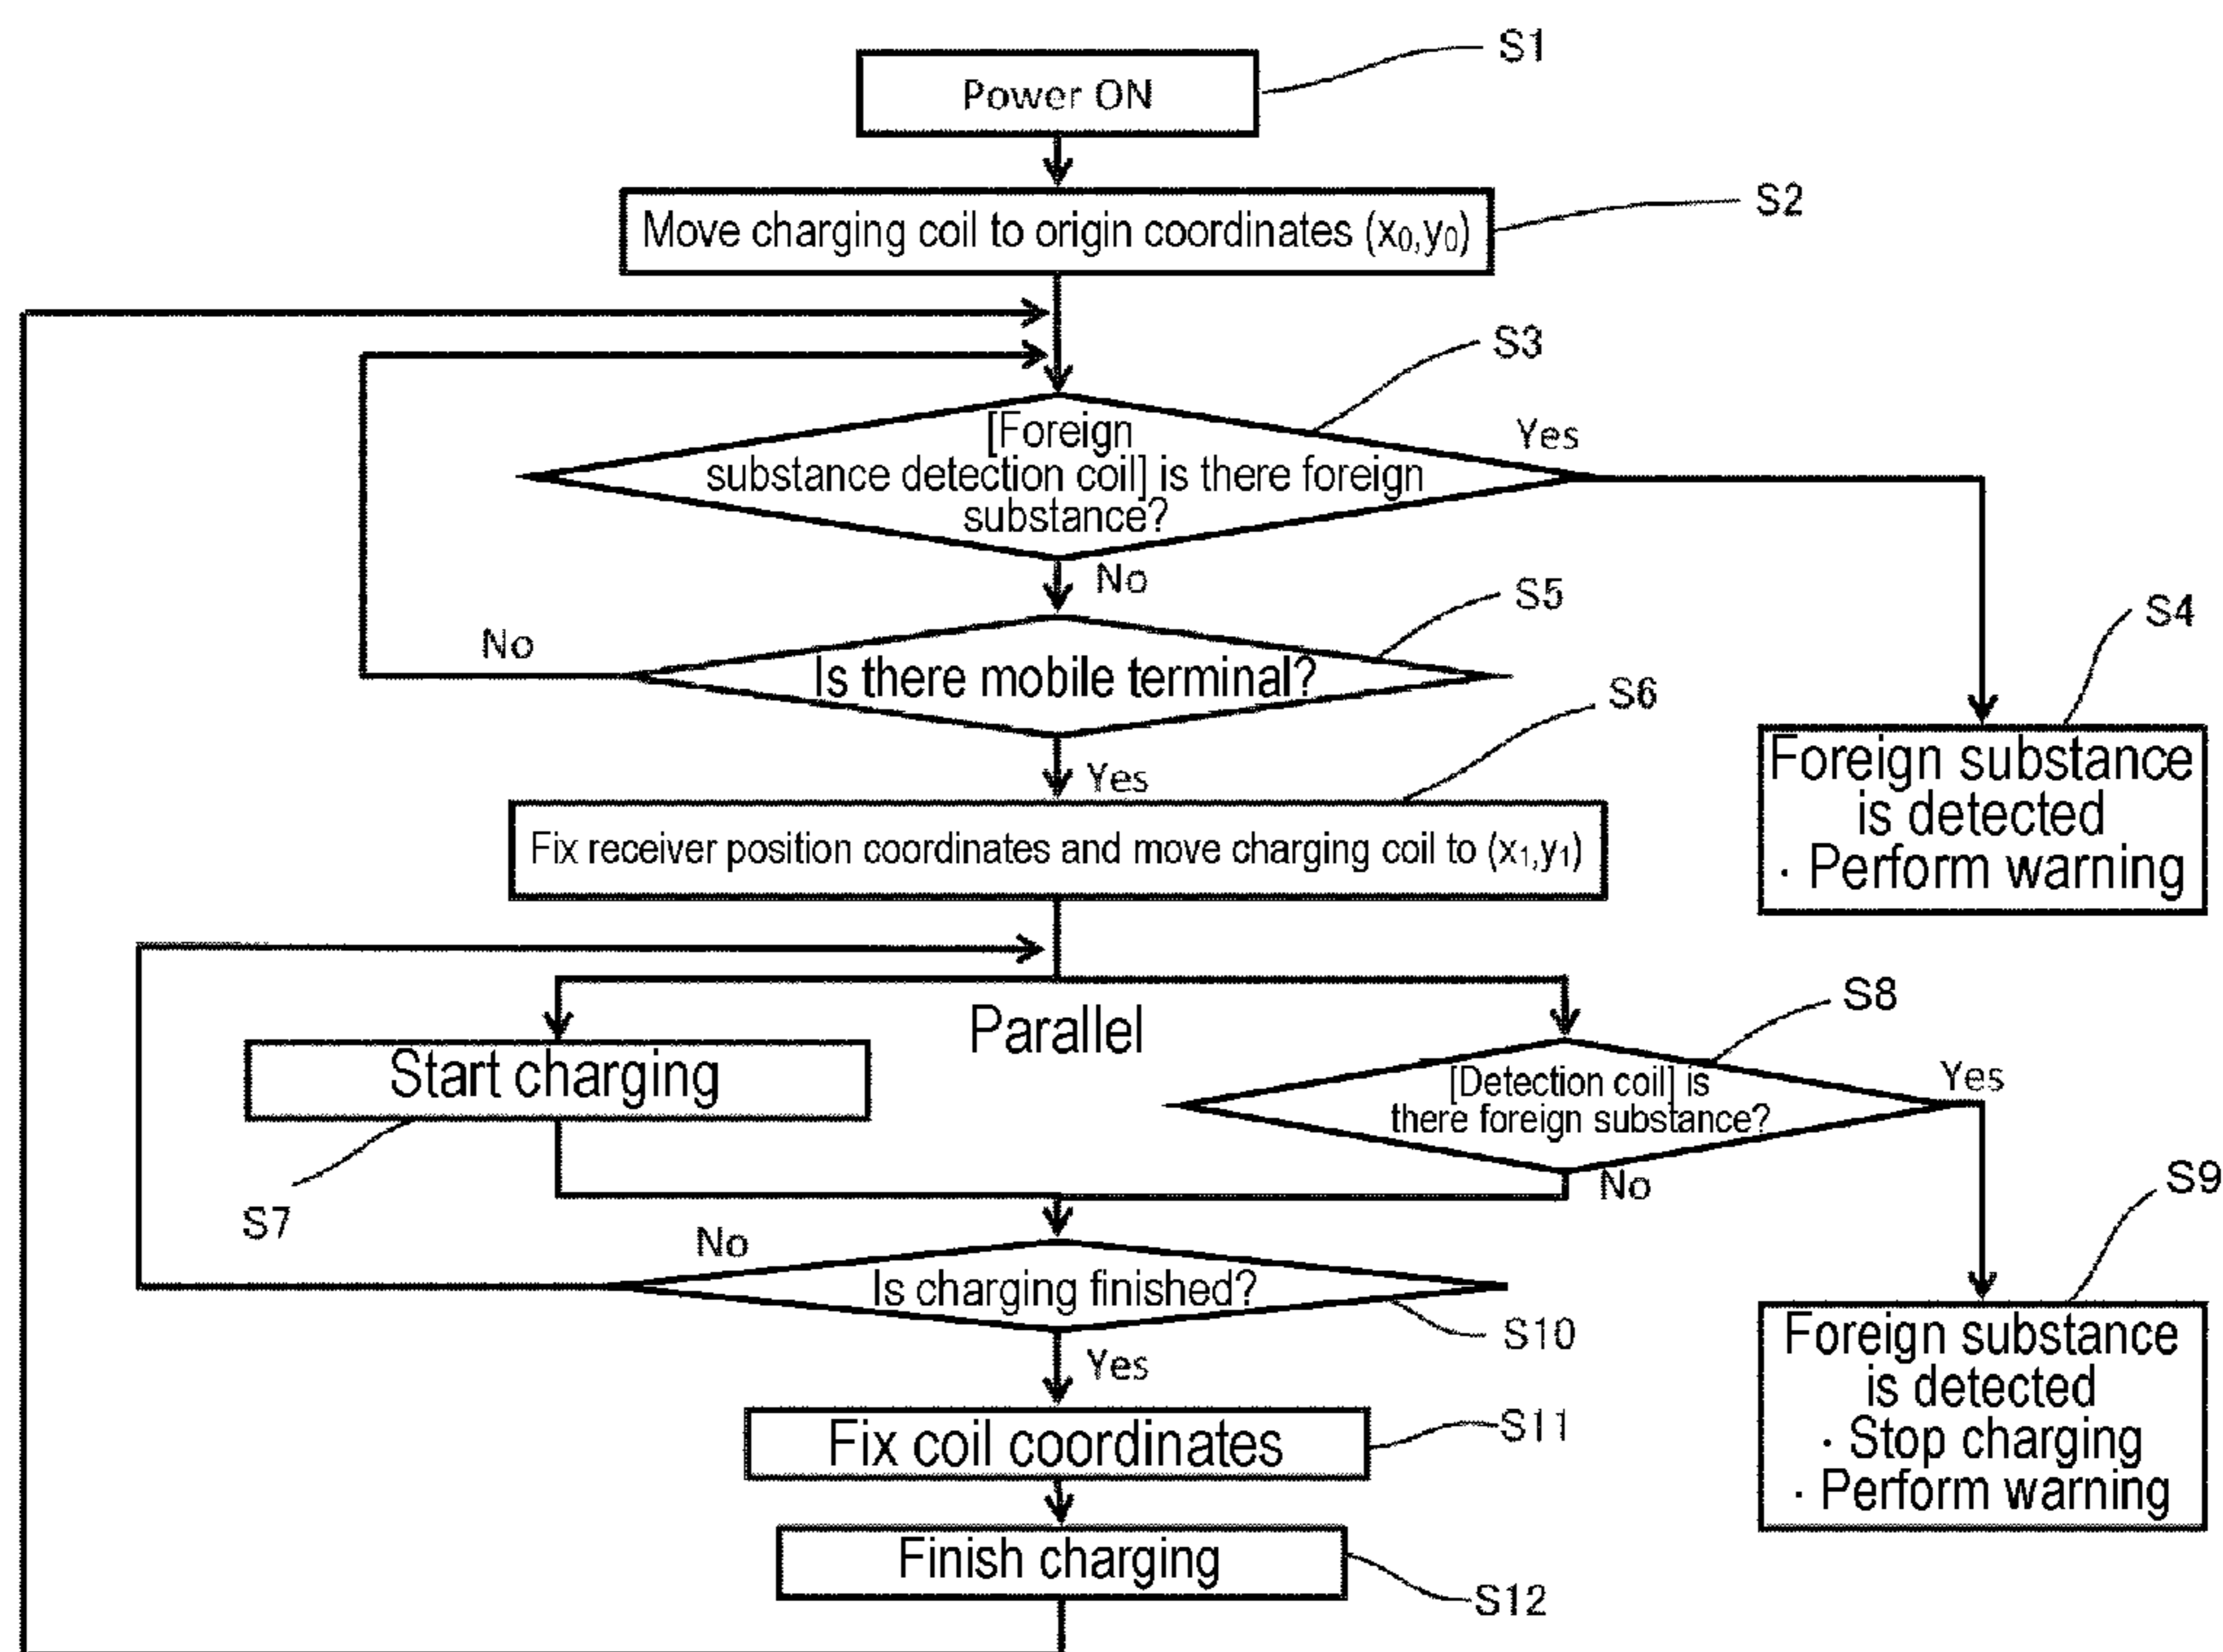 S1
Power ON
S2
Move charging coil to origin coordinates (x₀,y₀)
S3
[Foreign
substance detection coil] is there foreign
substance?
Yes
No
S5
S4
No
Is there mobile terminal?
S6
Yes
Foreign substance
is detected
· Perform warning
Fix receiver position coordinates and move charging coil to (x₁,y₁)
Parallel
S8
Start charging
[Detection coil] is
there foreign substance?
Yes
No
S7
S9
No
Is charging finished?
S10
Yes
Foreign substance
is detected
· Stop charging
· Perform warning
Fix coil coordinates
S11
Finish charging
S12